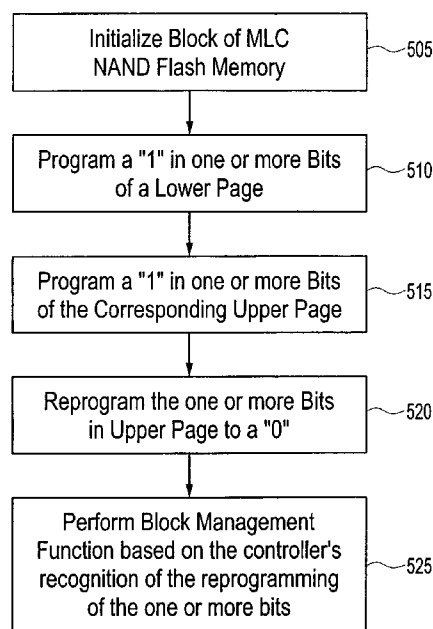 Initialize Block of MLC
NAND Flash Memory
505
Program a "1" in one or more Bits
of a Lower Page
510
Program a "1" in one or more Bits
of the Corresponding Upper Page
515
Reprogram the one or more Bits
in Upper Page to a "0"
520
Perform Block Management
Function based on the controller's
recognition of the reprogramming
of the one or more bits
525